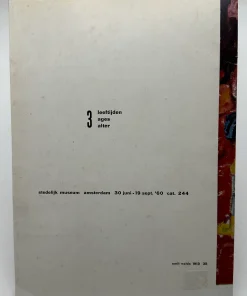 3
leeftijden
ages
alter
stedelijk museum amsterdam 30 juni-18 sept. '60 cat. 244